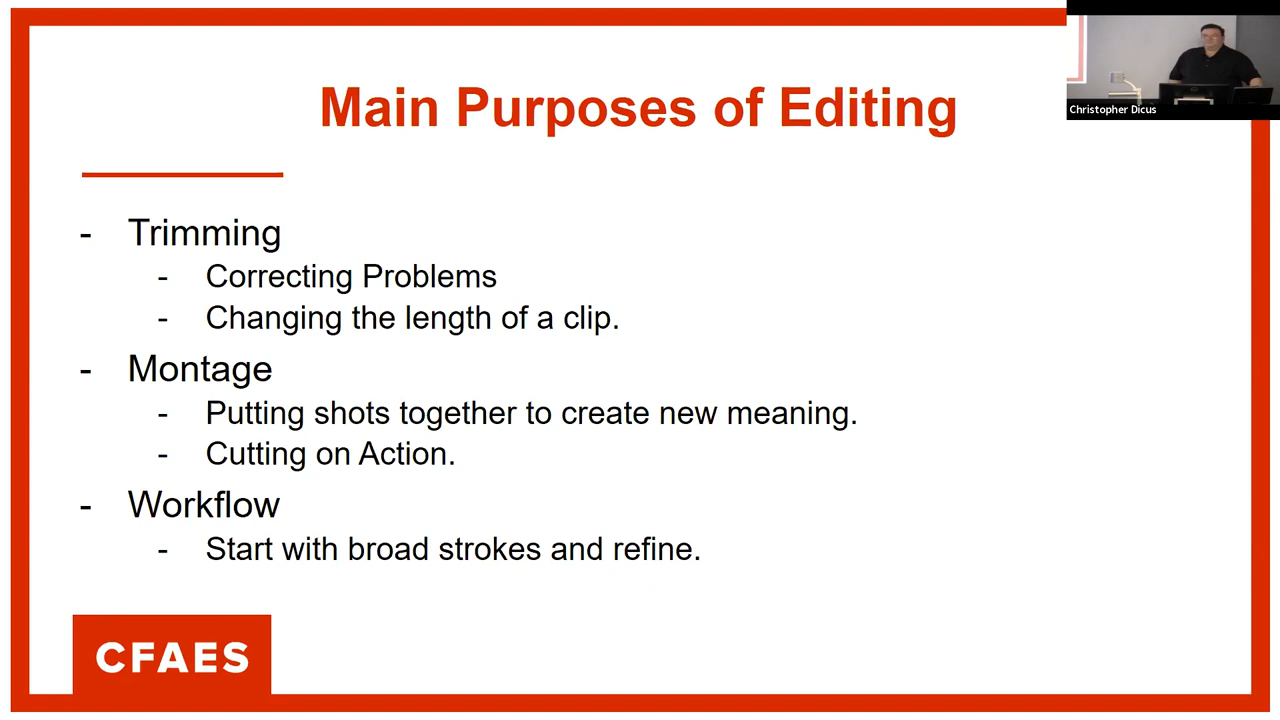 Main Purposes of Editing
Christopher Dicus
- Trimming
- Correcting Problems
- Changing the length of a clip.
- Montage
- Putting shots together to create new meaning.
- Cutting on Action.
- Workflow
- Start with broad strokes and refine.
CFAES